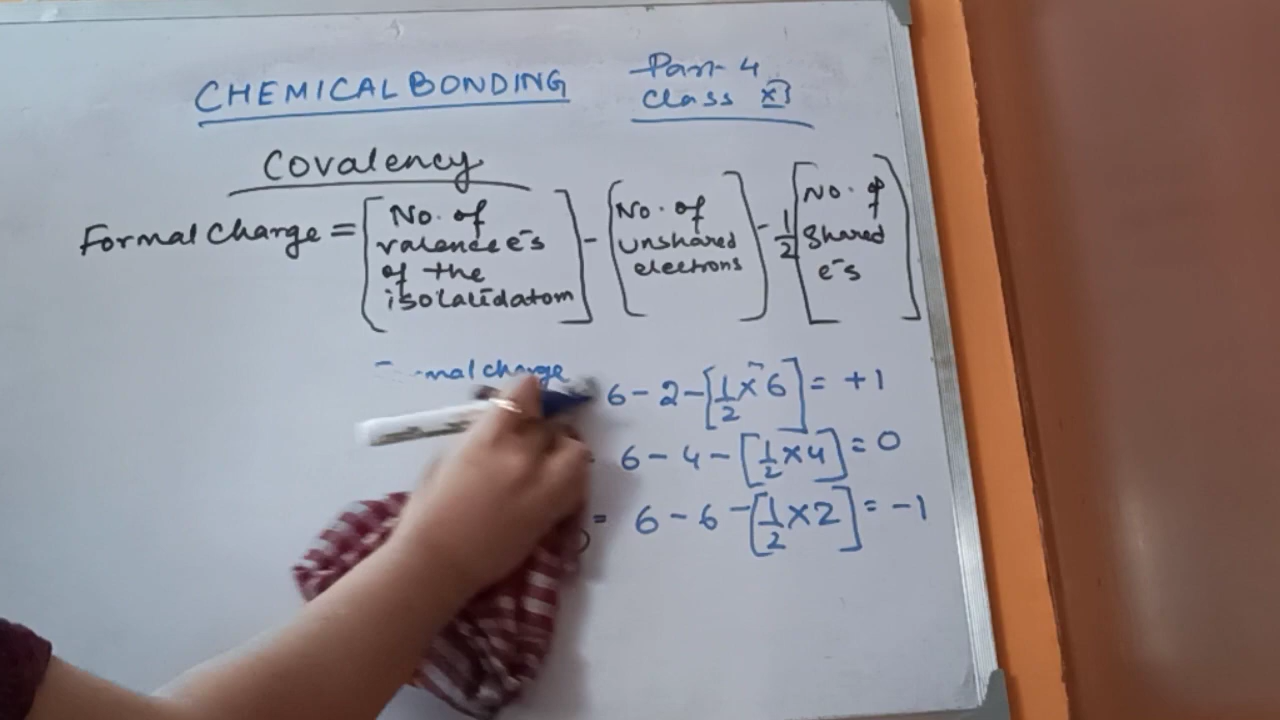 CHEMICAL BONDING
Part 4
Class XI
Covalency
Formal Charge = [No. of valence e⁻s of the isolated atom] - [No. of unshared electrons] - 1/2 [No. of shared e⁻s]
mal charge
6 - 2 - [1/2 × 6] = +1
6 - 4 - [1/2 × 4] = 0
= 6 - 6 - [1/2 × 2] = -1